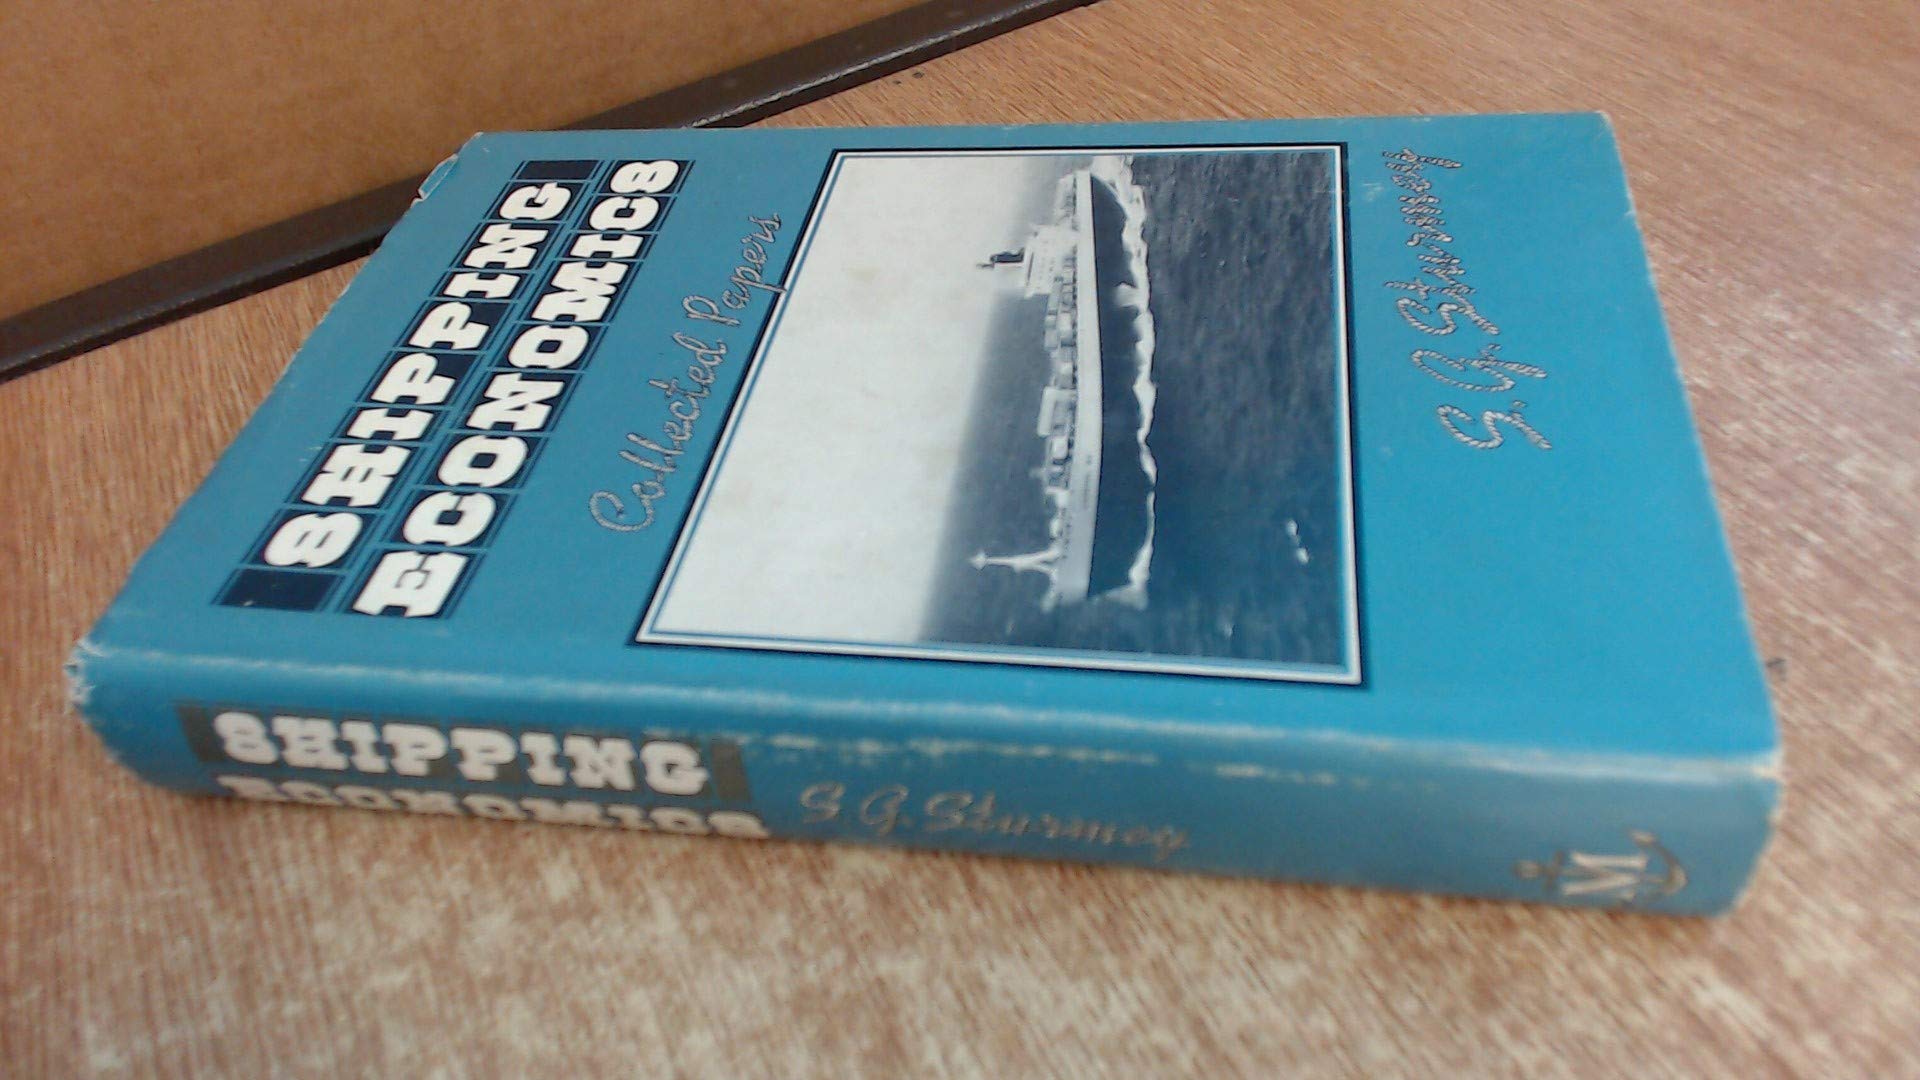 SHIPPING
ECONOMICS
Collected Papers
S.G. Sturmey
SHIPPING
ECONOMICS
S.G. Sturmey
M